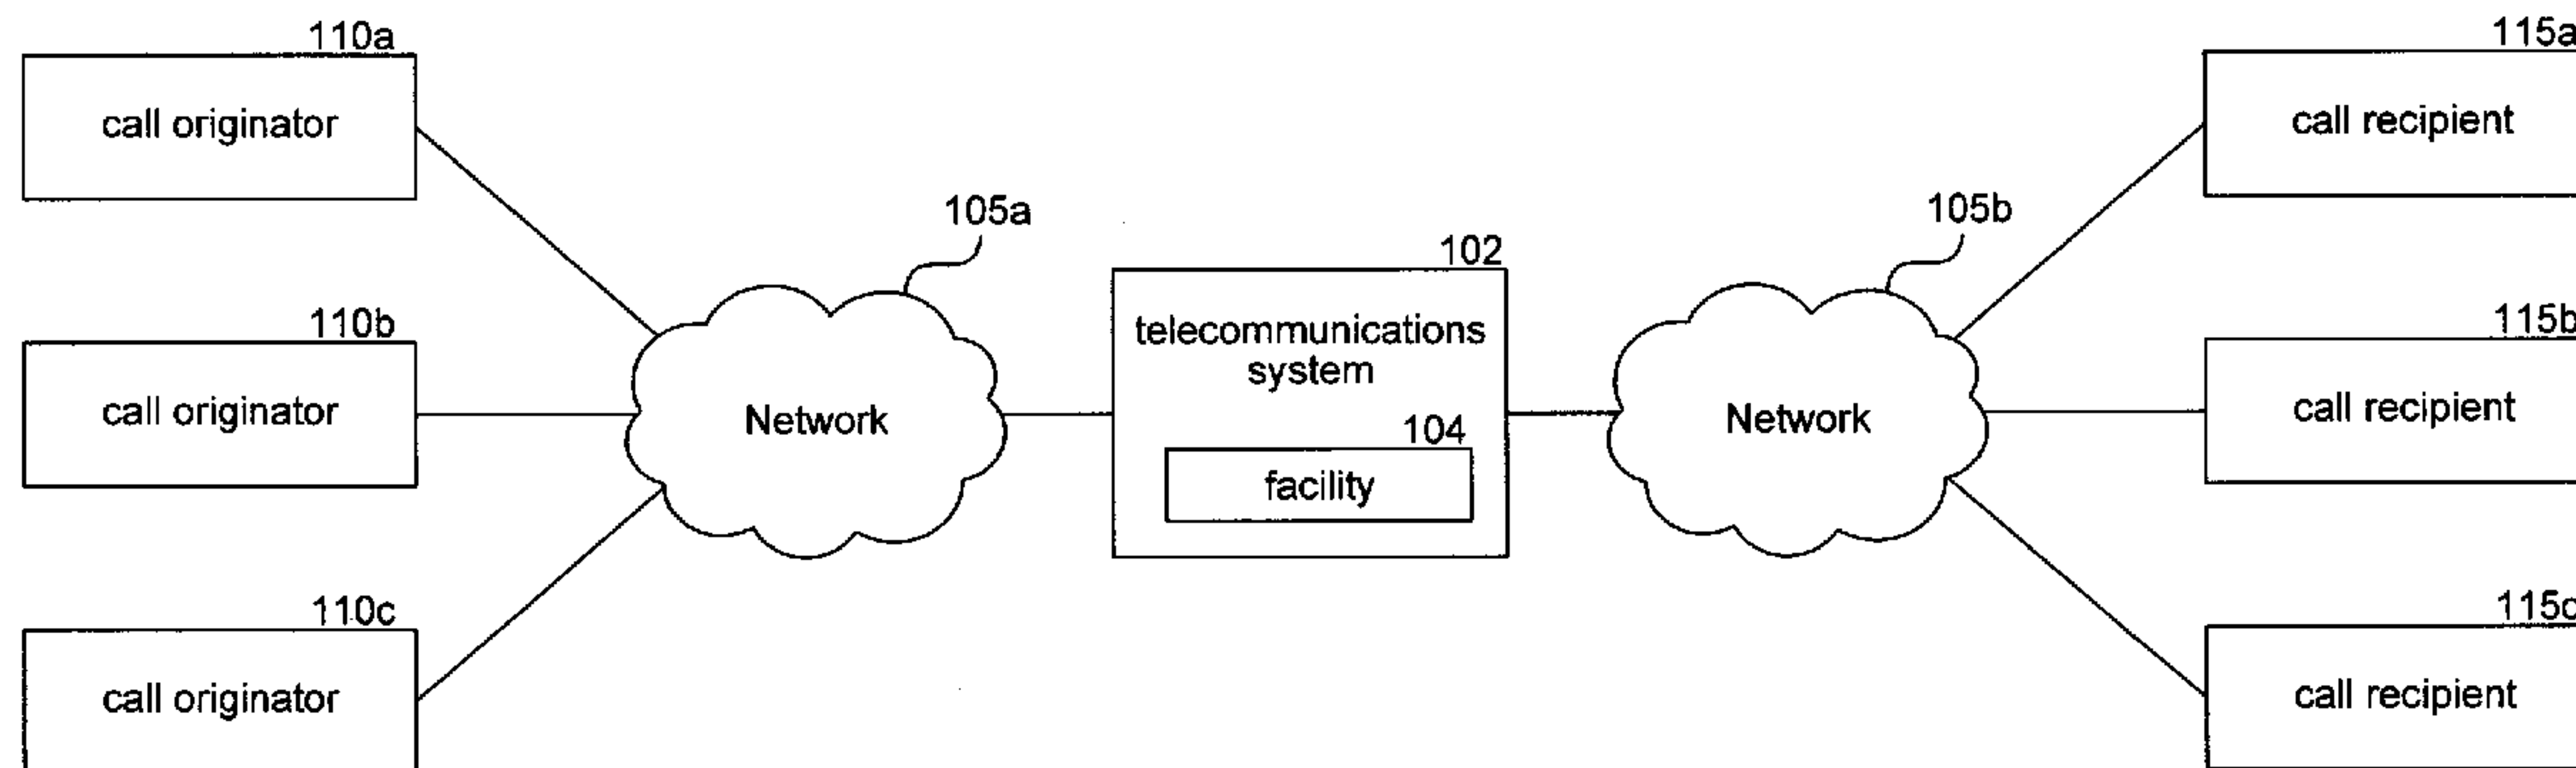 110a
call originator
115a
call recipient
105a
105b
102
telecommunications
system
104
facility
Network
Network
110b
call originator
115b
call recipient
110c
call originator
115c
call recipient